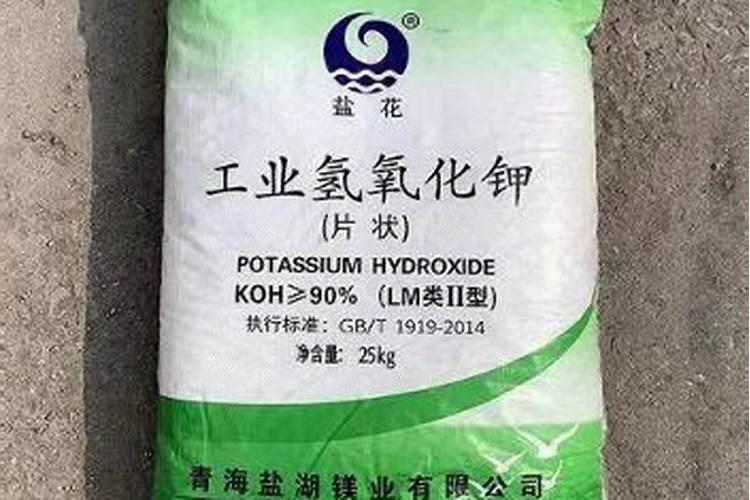 ®
盐花
工业氢氧化钾
(片状)
POTASSIUM HYDROXIDE
KOH≥90% (LM类II型)
执行标准: GB/T 1919-2014
净含量: 25kg
青海盐湖镁业有限公司